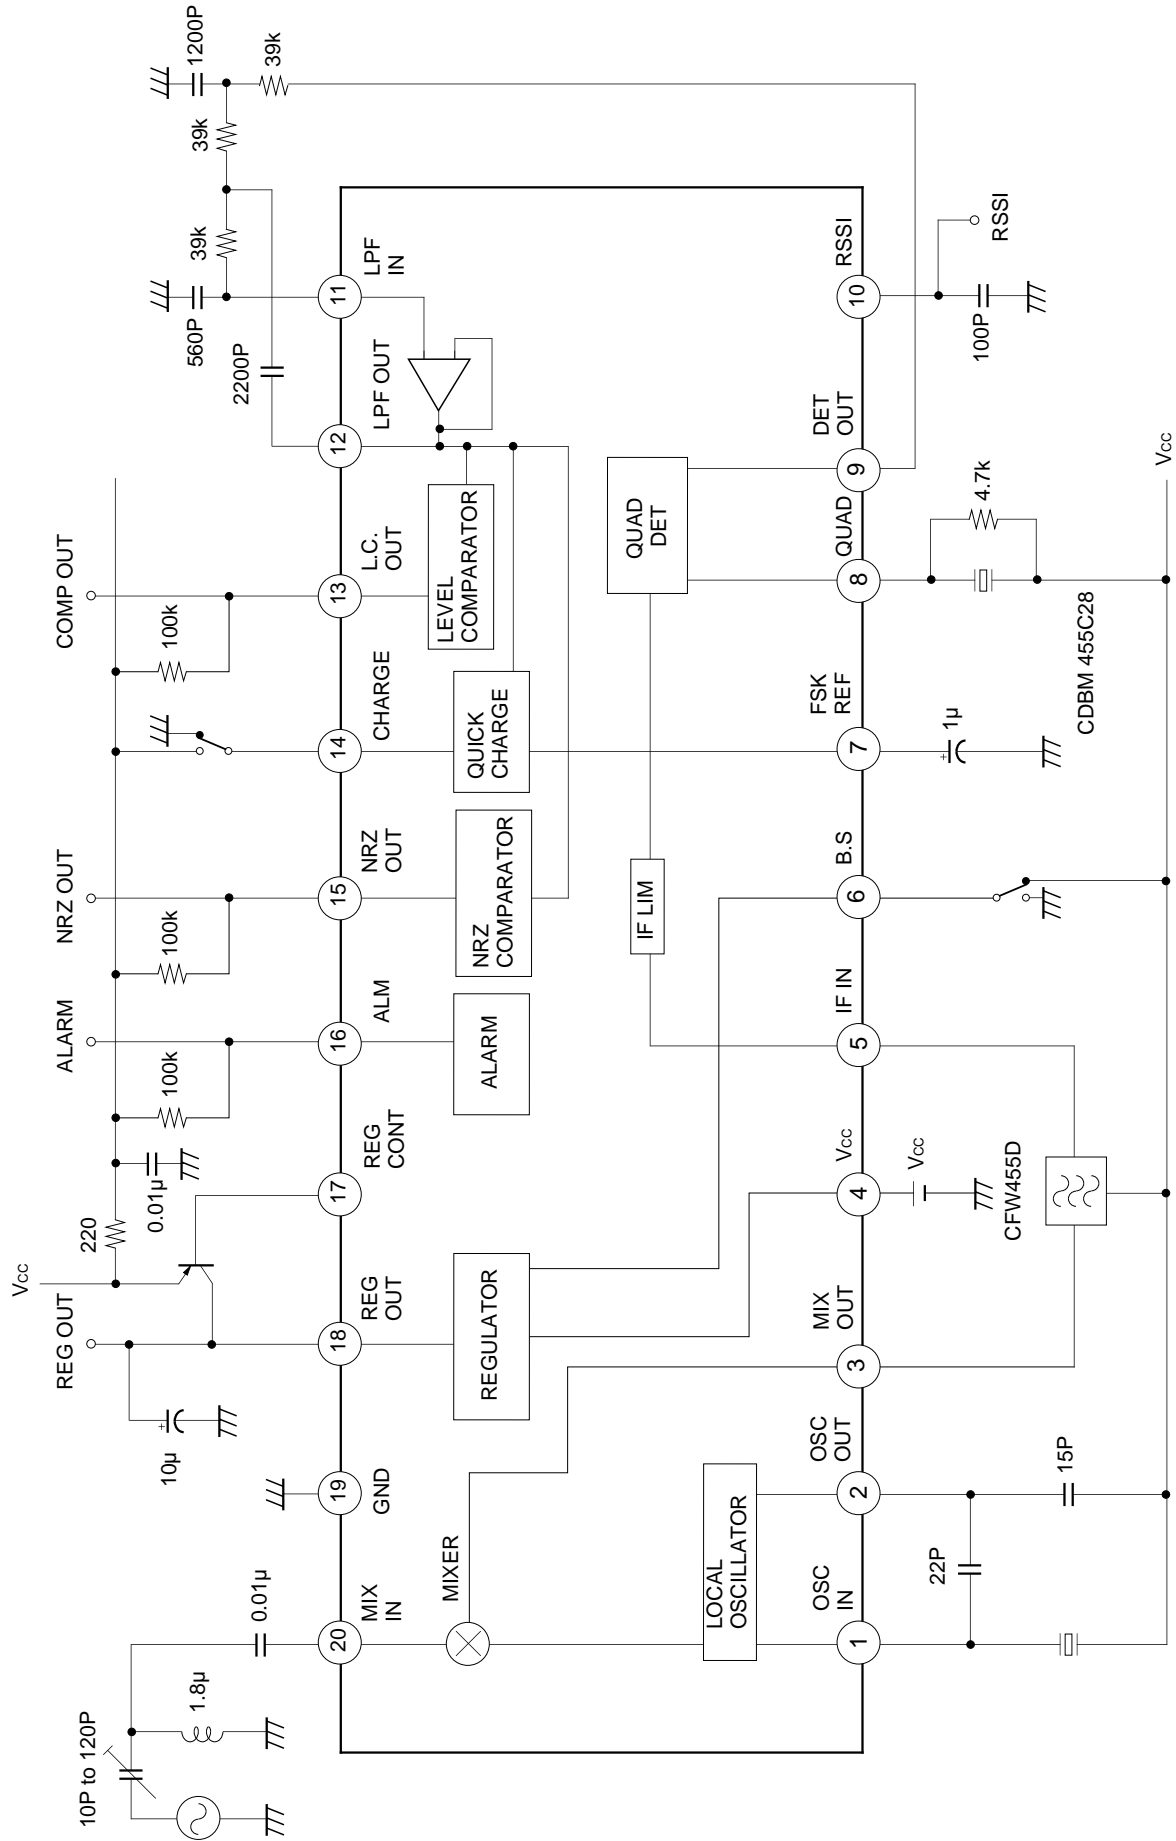 10P to 120P
1.8µ
0.01µ
20
MIX
IN
MIXER
LOCAL
OSCILLATOR
OSC
IN
1
22P
15P
19
GND
2
OSC
OUT
REG OUT
10µ
18
REG
OUT
REGULATOR
MIX
OUT
3
Vcc
220
0.01µ
17
REG
CONT
Vcc
4
Vcc
CFW455D
ALARM
100k
16
ALM
ALARM
IF IN
5
IF LIM
NRZ OUT
100k
15
NRZ
OUT
NRZ
COMPARATOR
B.S
6
14
CHARGE
QUICK
CHARGE
FSK
REF
7
+
1µ
COMP OUT
100k
13
L.C.
OUT
LEVEL
COMPARATOR
QUAD
DET
QUAD
8
4.7k
CDBM 455C28
Vcc
2200P
12
LPF OUT
DET
OUT
9
560P
39k
39k
1200P
39k
11
LPF
IN
RSSI
10
100P
RSSI
+